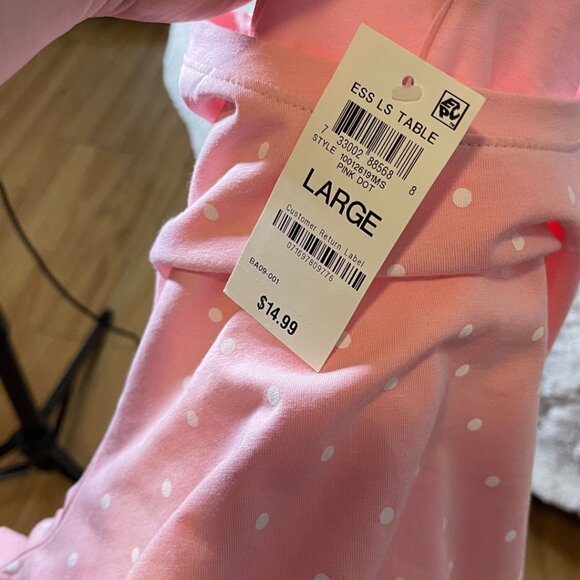 ESS LS TABLE
7 33002 88568 8
STYLE 100126191MS
PINK DOT
LARGE
Customer Return Label
071697809776
BA09-001
$14.99